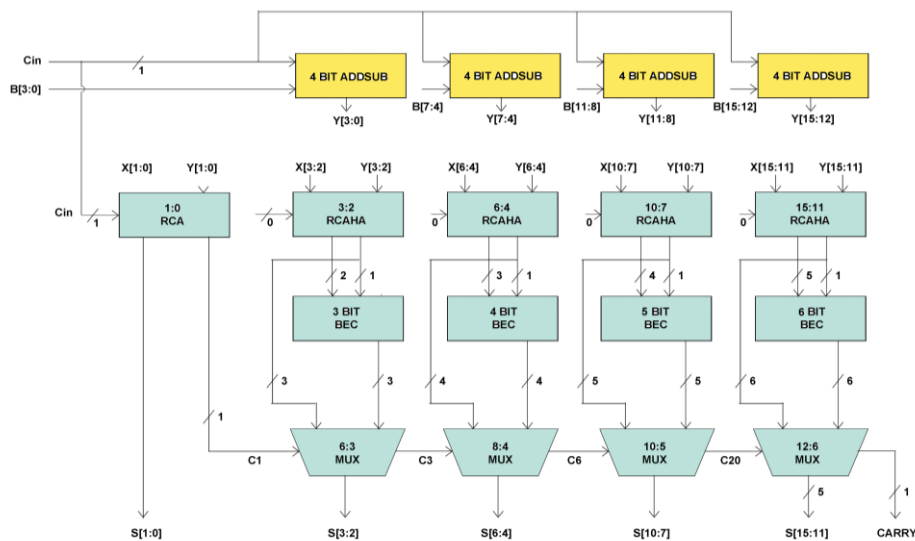 Cin
1
4 BIT ADDSUB
4 BIT ADDSUB
4 BIT ADDSUB
4 BIT ADDSUB
B[3:0]
B[7:4]
B[11:8]
B[15:12]
Y[3:0]
Y[7:4]
Y[11:8]
Y[15:12]
X[1:0]
Y[1:0]
X[3:2]
Y[3:2]
X[6:4]
Y[6:4]
X[10:7]
Y[10:7]
X[15:11]
Y[15:11]
Cin
1
1:0
RCA
0
3:2
RCAHA
0
6:4
RCAHA
0
10:7
RCAHA
0
15:11
RCAHA
2
1
3
1
4
1
5
1
3 BIT
BEC
4 BIT
BEC
5 BIT
BEC
6 BIT
BEC
3
3
4
4
5
5
6
6
1
C1
6:3
MUX
C3
8:4
MUX
C6
10:5
MUX
C20
12:6
MUX
5
1
S[1:0]
S[3:2]
S[6:4]
S[10:7]
S[15:11]
CARRY